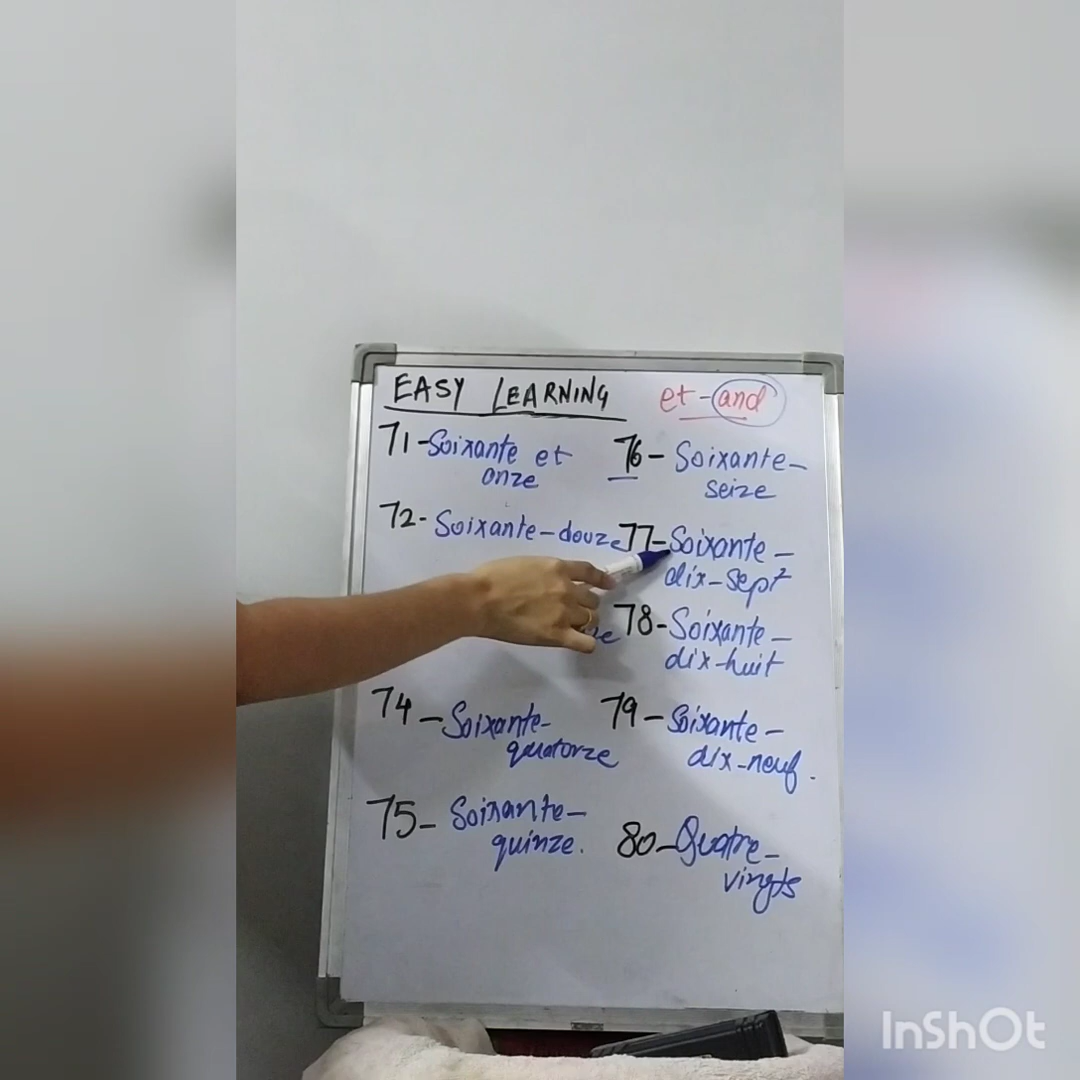 EASY LEARNING et - and
71 - Soixante et
onze
72 - Soixante - douze
74 - Soixante -
quatorze
75 - Soixante -
quinze.
76 - Soixante -
seize
77 - Soixante -
dix - sept
78 - Soixante -
dix - huit
79 - Soixante -
dix - neuf.
80 - Quatre -
vingts
InShOt